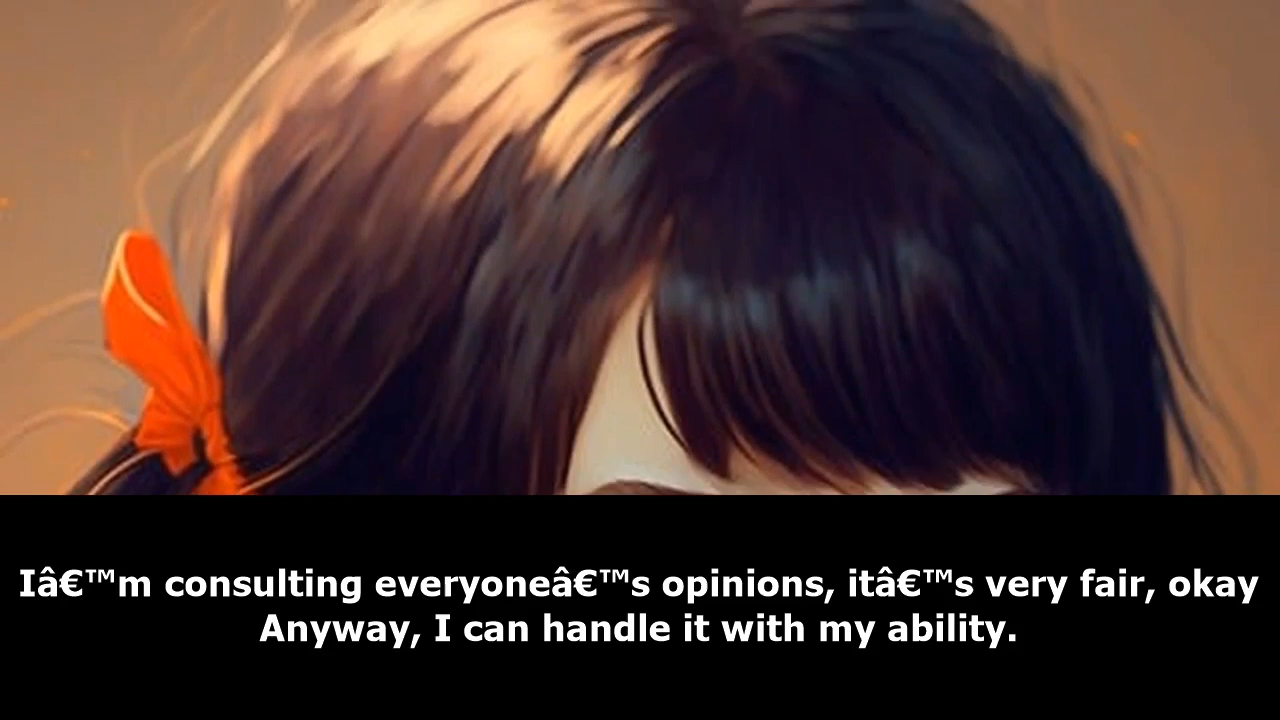 Iâ€™m consulting everyoneâ€™s opinions, itâ€™s very fair, okay
Anyway, I can handle it with my ability.